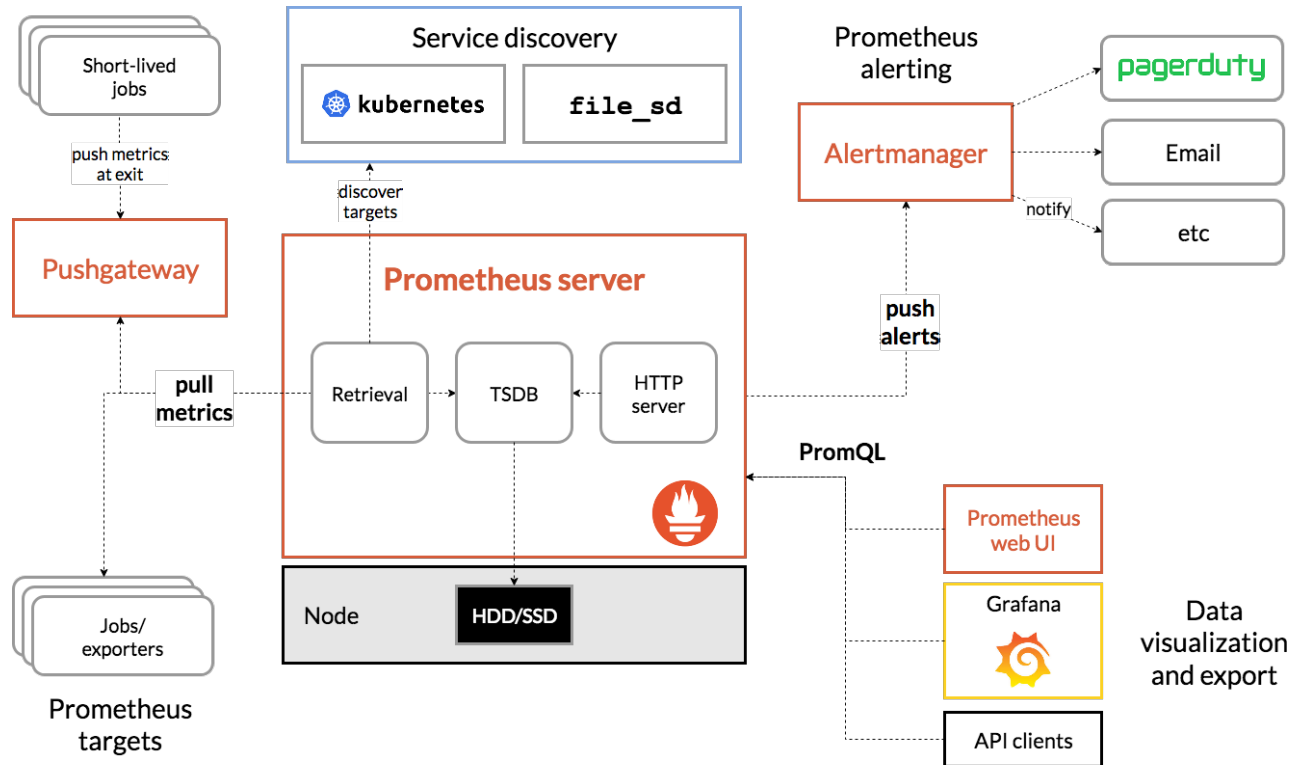 Short-lived
jobs
push metrics
at exit
Pushgateway
Service discovery
kubernetes
file_sd
discover
targets
Prometheus
alerting
Alertmanager
pagerduty
Email
notify
etc
Prometheus server
Retrieval
TSDB
HTTP
server
pull
metrics
push
alerts
PromQL
Node
HDD/SSD
Jobs/
exporters
Prometheus
targets
Prometheus
web UI
Grafana
API clients
Data
visualization
and export